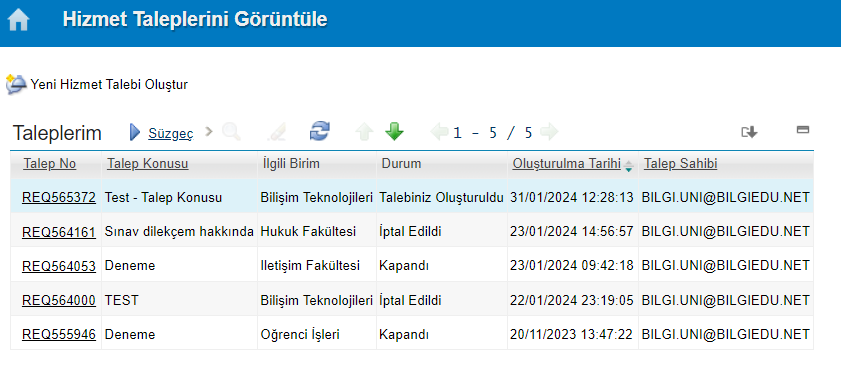 Hizmet Taleplerini Görüntüle
Yeni Hizmet Talebi Oluştur
Taleplerim Süzgeç 1 - 5 / 5
Talep No Talep Konusu İlgili Birim Durum Oluşturulma Tarihi Talep Sahibi
REQ565372 Test - Talep Konusu Bilişim Teknolojileri Talebiniz Oluşturuldu 31/01/2024 12:28:13 BILGI.UNI@BILGIEDU.NET
REQ564161 Sınav dilekçem hakkında Hukuk Fakültesi İptal Edildi 23/01/2024 14:56:57 BILGI.UNI@BILGIEDU.NET
REQ564053 Deneme Iletişim Fakültesi Kapandı 23/01/2024 09:42:18 BILGI.UNI@BILGIEDU.NET
REQ564000 TEST Bilişim Teknolojileri İptal Edildi 22/01/2024 23:19:05 BILGI.UNI@BILGIEDU.NET
REQ555946 Deneme Oğrenci İşleri Kapandı 20/11/2023 13:47:22 BILGI.UNI@BILGIEDU.NET